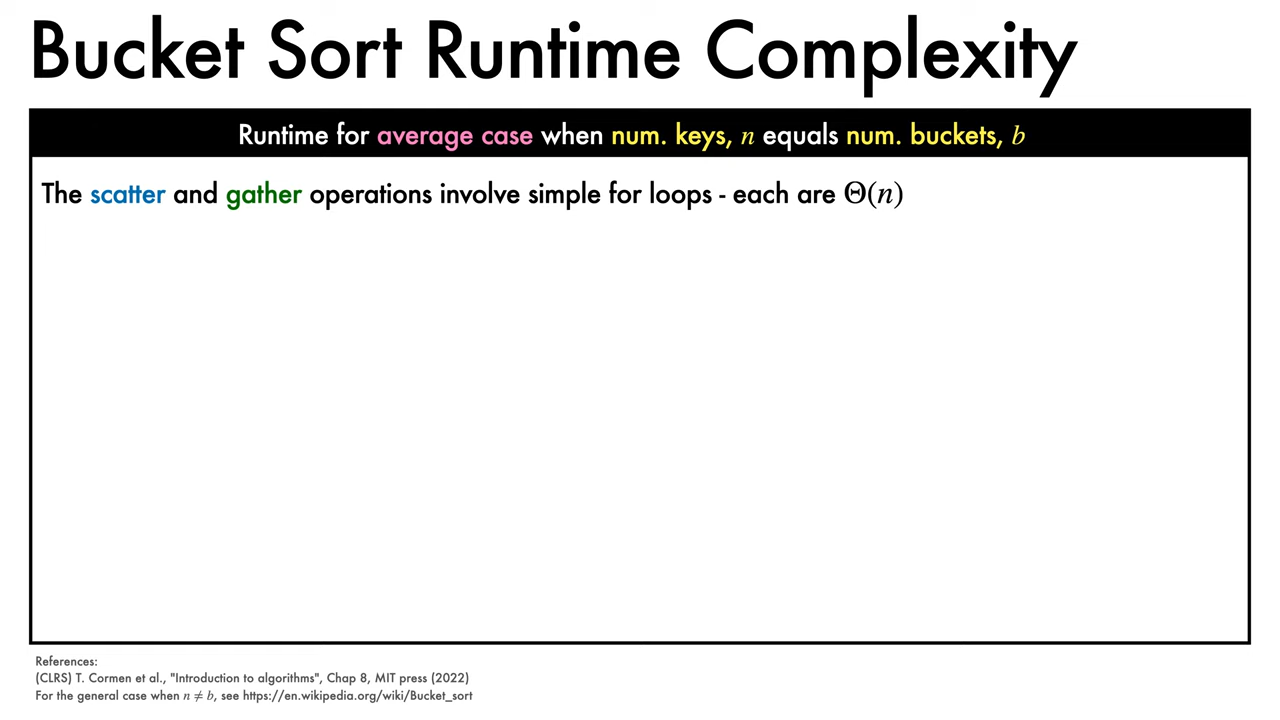 Bucket Sort Runtime Complexity
Runtime for average case when num. keys, n equals num. buckets, b
The scatter and gather operations involve simple for loops - each are Θ(n)
References:
(CLRS) T. Cormen et al., "Introduction to algorithms", Chap 8, MIT press (2022)
For the general case when n ≠ b, see https://en.wikipedia.org/wiki/Bucket_sort